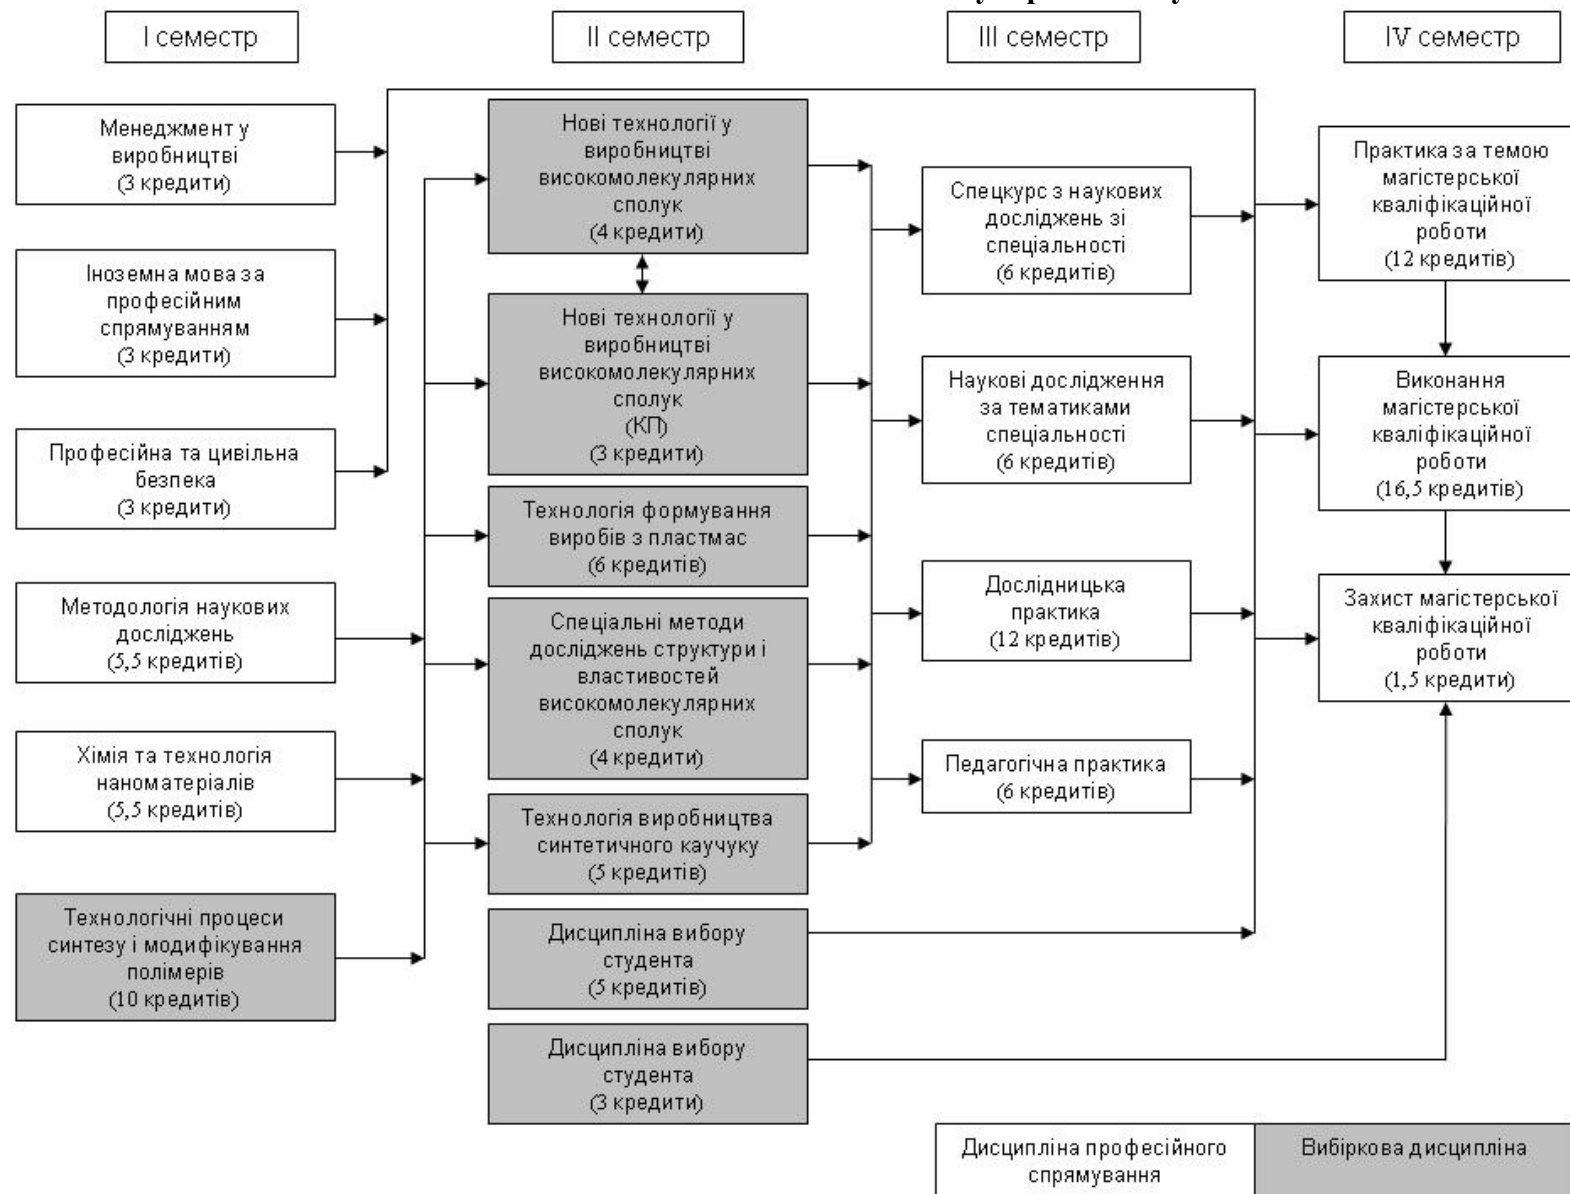 I семестр
II семестр
III семестр
IV семестр
Менеджмент у
виробництві
(3 кредити)
Іноземна мова за
професійним
спрямуванням
(3 кредити)
Професійна та цивільна
безпека
(3 кредити)
Методологія наукових
досліджень
(5,5 кредитів)
Хімія та технологія
наноматеріалів
(5,5 кредитів)
Технологічні процеси
синтезу і модифікування
полімерів
(10 кредитів)
Нові технології у
виробництві
високомолекулярних
сполук
(4 кредити)
Нові технології у
виробництві
високомолекулярних
сполук
(КП)
(3 кредити)
Технологія формування
виробів з пластмас
(6 кредитів)
Спеціальні методи
досліджень структури і
властивостей
високомолекулярних
сполук
(4 кредити)
Технологія виробництва
синтетичного каучуку
(5 кредитів)
Дисципліна вибору
студента
(5 кредитів)
Дисципліна вибору
студента
(3 кредити)
Спецкурс з наукових
досліджень зі
спеціальності
(6 кредитів)
Наукові дослідження
за тематиками
спеціальності
(6 кредитів)
Дослідницька
практика
(12 кредитів)
Педагогічна практика
(6 кредитів)
Практика за темою
магістерської
кваліфікаційної
роботи
(12 кредитів)
Виконання
магістерської
кваліфікаційної
роботи
(16,5 кредитів)
Захист магістерської
кваліфікаційної
роботи
(1,5 кредити)
Дисципліна професійного
спрямування
Вибіркова дисципліна